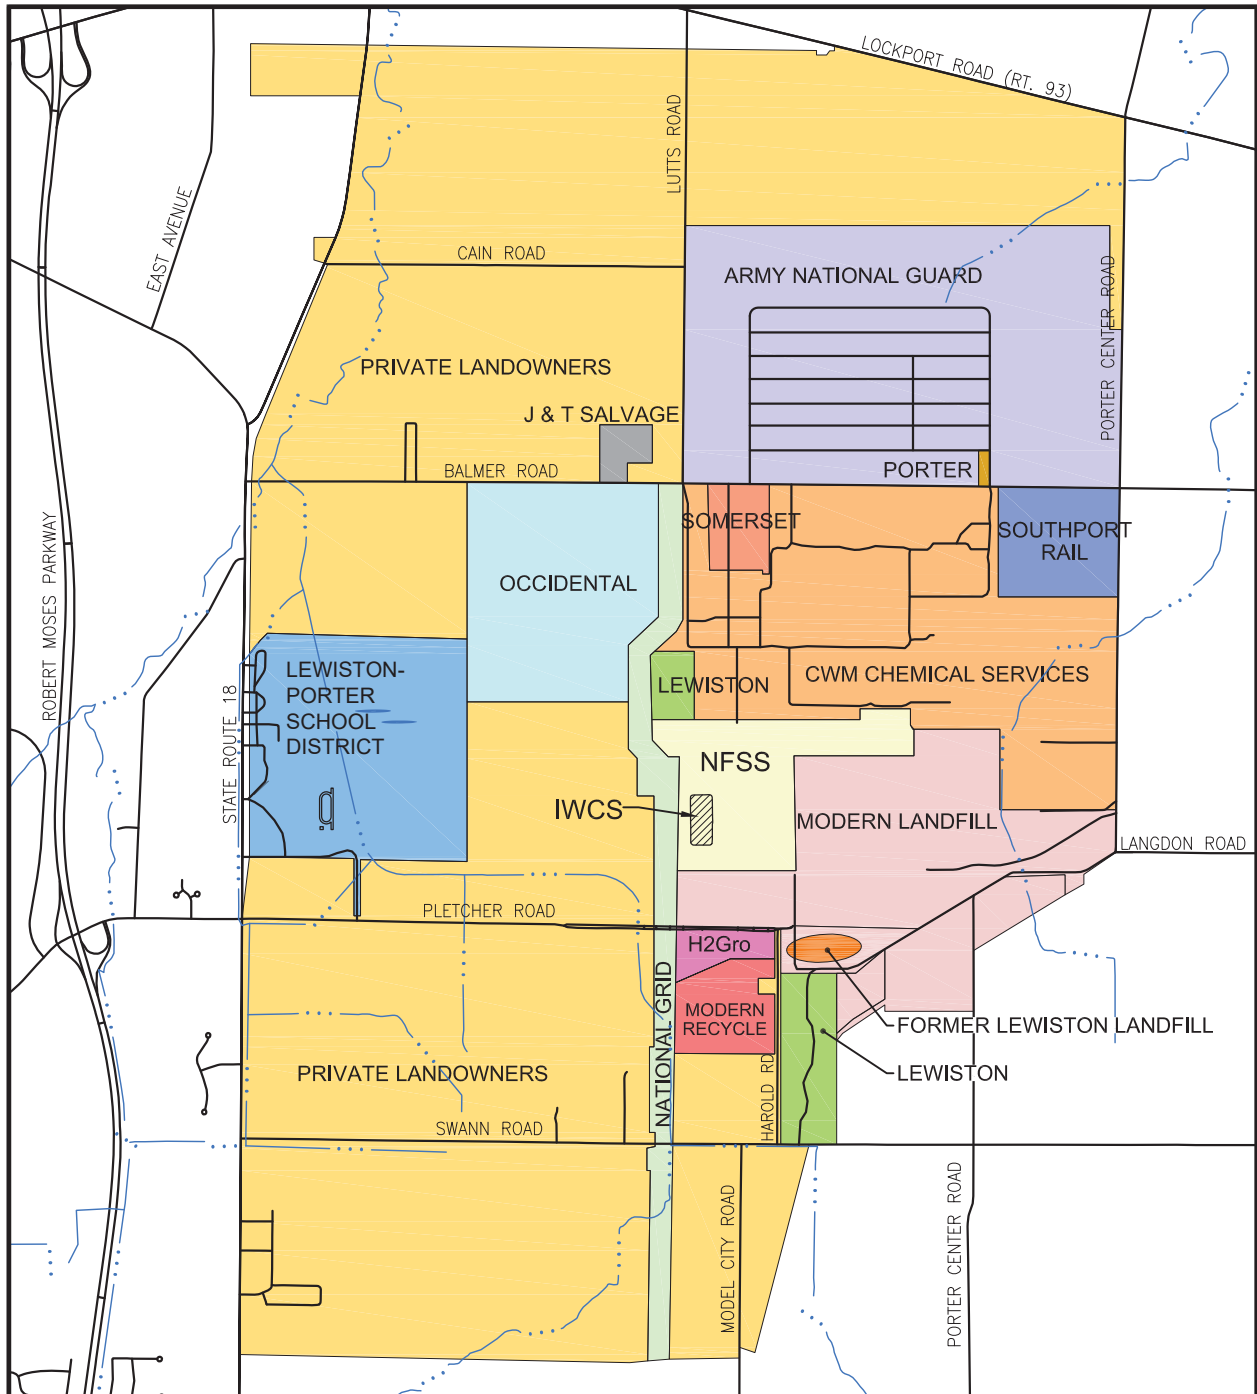 LOCKPORT ROAD (RT. 93)
LUTTS ROAD
EAST AVENUE
CAIN ROAD
ARMY NATIONAL GUARD
PORTER CENTER ROAD
PRIVATE LANDOWNERS
J & T SALVAGE
BALMER ROAD
PORTER
ROBERT MOSES PARKWAY
SOMERSET
SOUTHPORT
RAIL
OCCIDENTAL
LEWISTON-
PORTER
SCHOOL
DISTRICT
LEWISTON
CWM CHEMICAL SERVICES
STATE ROUTE 18
NFSS
IWCS
MODERN LANDFILL
LANGDON ROAD
PLETCHER ROAD
H2Gro
NATIONAL GRID
MODERN
RECYCLE
FORMER LEWISTON LANDFILL
LEWISTON
PRIVATE LANDOWNERS
HAROLD RD
SWANN ROAD
MODEL CITY ROAD
PORTER CENTER ROAD